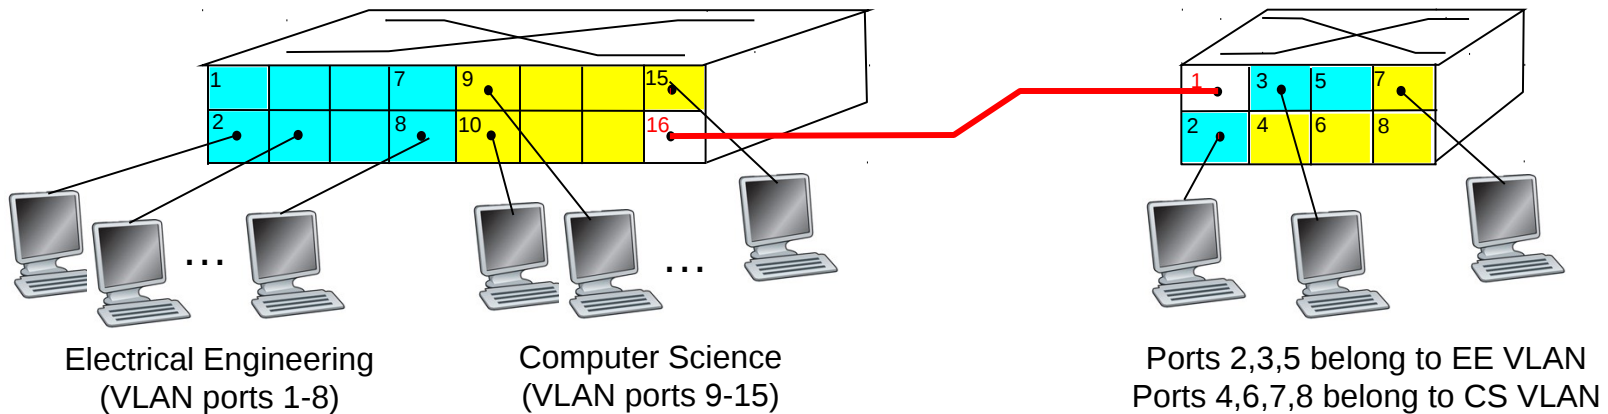 1 7 9 15
2 8 10 16
1 3 5 7
2 4 6 8
... ...
Electrical Engineering
(VLAN ports 1-8)
Computer Science
(VLAN ports 9-15)
Ports 2,3,5 belong to EE VLAN
Ports 4,6,7,8 belong to CS VLAN